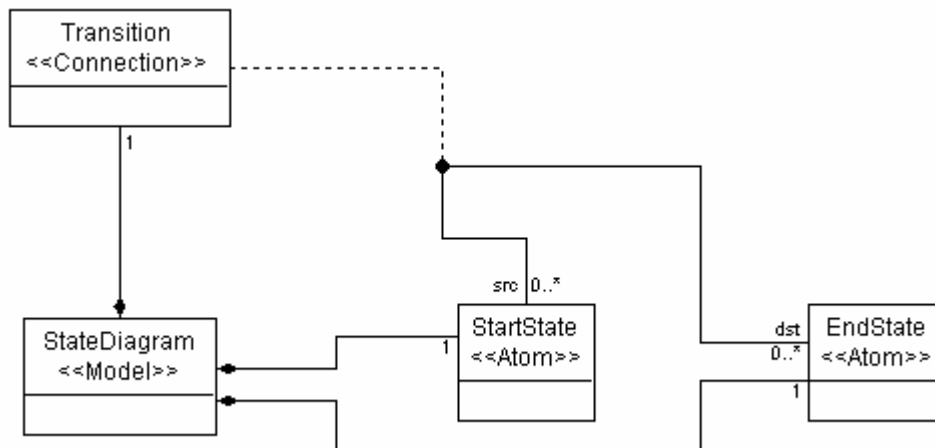 Transition
<<Connection>>
1
src 0..*
StateDiagram
<<Model>>
1
StartState
<<Atom>>
dst
0..*
1
EndState
<<Atom>>